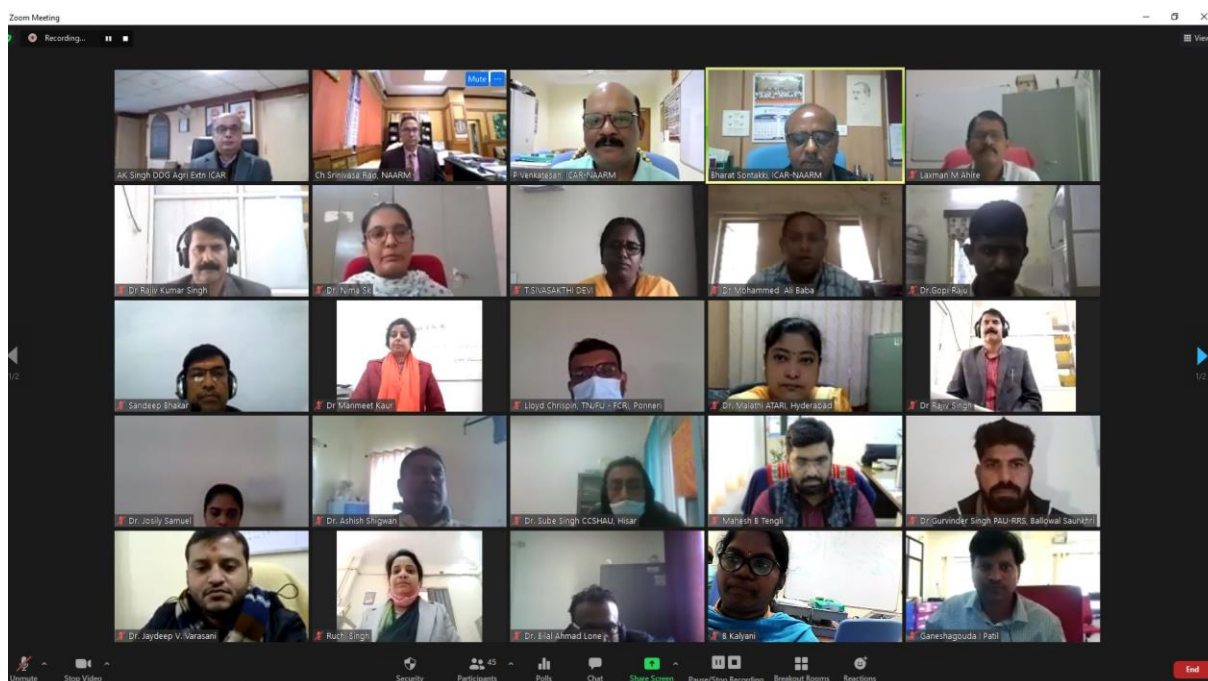 Zoom Meeting
Recording...
View
Mute
AK Singh DDG Agri Extn ICAR
Ch Srinivasa Rao, NAARM
P Venkatesan, ICAR-NAARM
Bharat Sontakki, ICAR-NAARM
Laxman M Ahire
Dr Rajiv Kumar Singh
Dr. Nima Sk
T.SIVASAKTHI DEVI
Dr Mohammed Ali Baba
Dr.Gopi Raju
1/2
1/2
Sandeep Bhakar
Dr Manmeet Kaur
Lloyd Chrispin, TNJFU - FCRI, Ponneri
Dr. Malathi ATARI, Hyderabad
Dr Rajiv Singh
Dr. Josily Samuel
Dr. Ashish Shigwan
Dr. Sube Singh CCSHAU, Hisar
Mahesh B Tengli
Dr Gurvinder Singh PAU-RRS, Ballowal Saunkhri
Dr. Jaydeep V. Varasani
Ruchi Singh
Dr. Bilal Ahmad Lone
B Kalyani
Ganeshagouda I Patil
Unmute
Stop Video
Security
45
Participants
Polls
Chat
Share Screen
Pause/Stop Recording
Breakout Rooms
Reactions
End